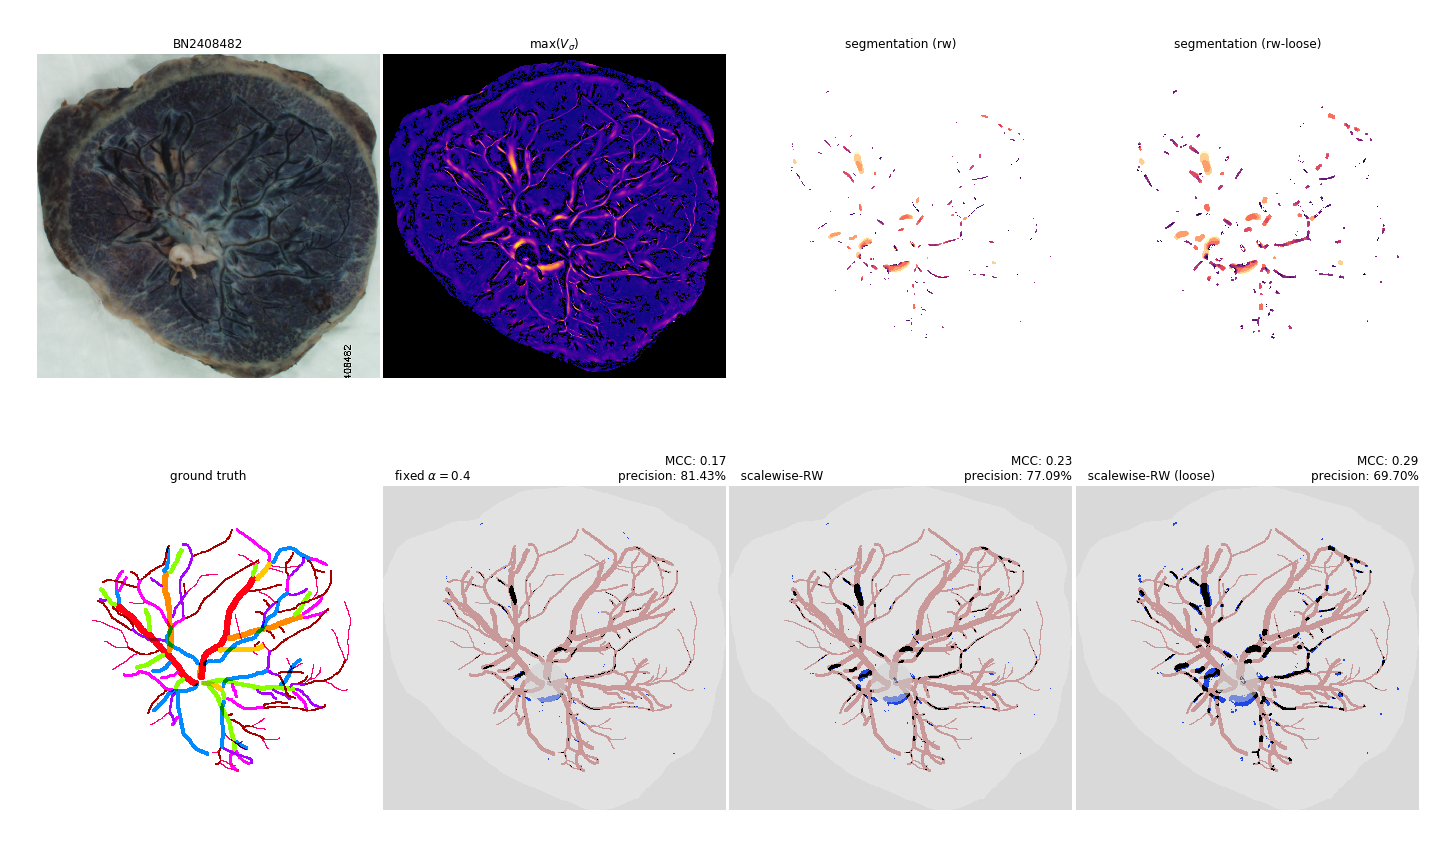 BN2408482
max(V_σ)
segmentation (rw)
segmentation (rw-loose)
408482
ground truth
fixed α = 0.4
MCC: 0.17
precision: 81.43%
scalewise-RW
MCC: 0.23
precision: 77.09%
scalewise-RW (loose)
MCC: 0.29
precision: 69.70%